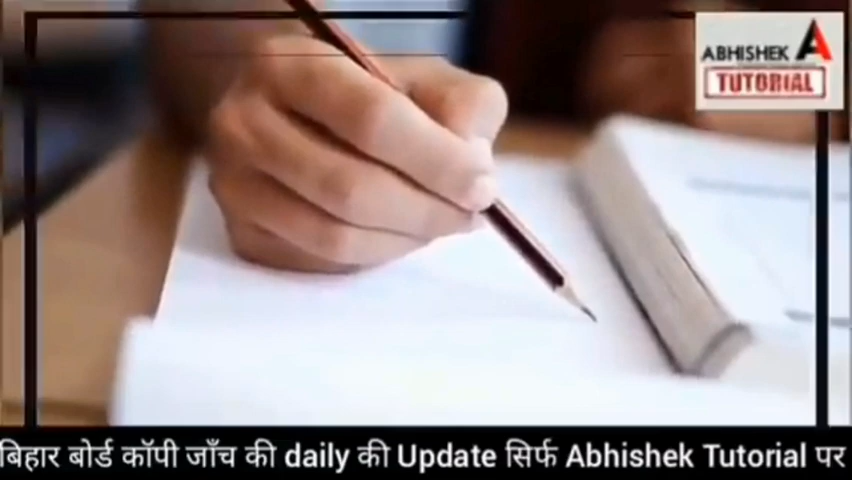 ABHISHEK A
TUTORIAL
बिहार बोर्ड कॉपी जाँच की daily की Update सिर्फ Abhishek Tutorial पर